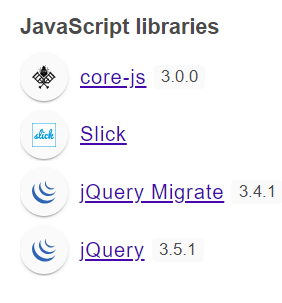 JavaScript libraries
core-js 3.0.0
slick Slick
jQuery Migrate 3.4.1
jQuery 3.5.1